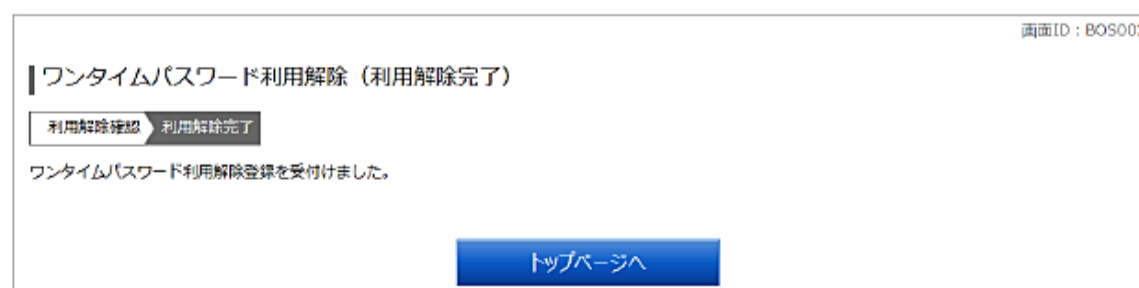 画面ID:BOS002
ワンタイムパスワード利用解除(利用解除完了)
利用解除確認 利用解除完了
ワンタイムパスワード利用解除登録を受付けました。
トップページへ